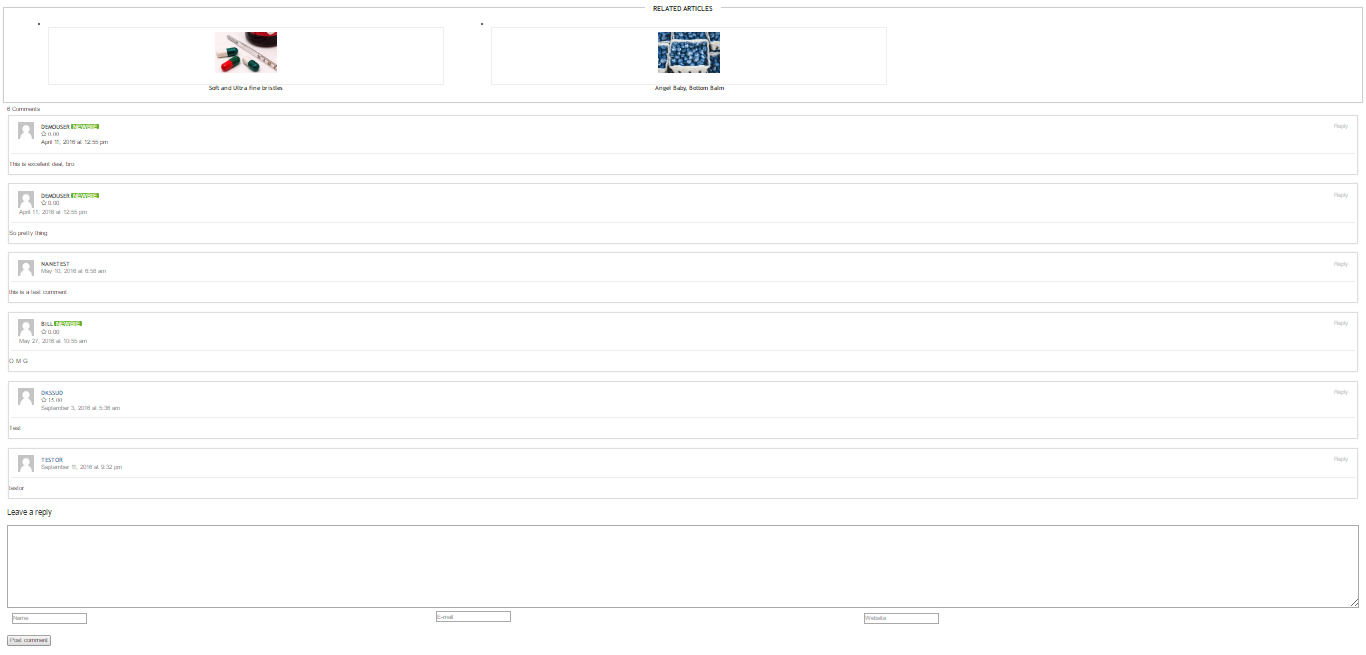 RELATED ARTICLES
Soft and Ultra fine bristles
Angel Baby, Bottom Balm
6 Comments
DEMOUSER NEWBIE
Reply
0.00
April 11, 2016 at 12:55 pm
This is excellent deal, bro
DEMOUSER NEWBIE
Reply
0.00
April 11, 2016 at 12:55 pm
So pretty thing
NANETEST
Reply
May 10, 2016 at 6:56 am
this is a test comment
BILL NEWBIE
Reply
0.00
May 27, 2016 at 10:55 am
O M G
DKSSUD
Reply
15.00
September 3, 2016 at 5:36 am
Test
TESTOR
Reply
September 11, 2016 at 9:32 pm
testor
Leave a reply
Name
E-mail
Website
Post comment